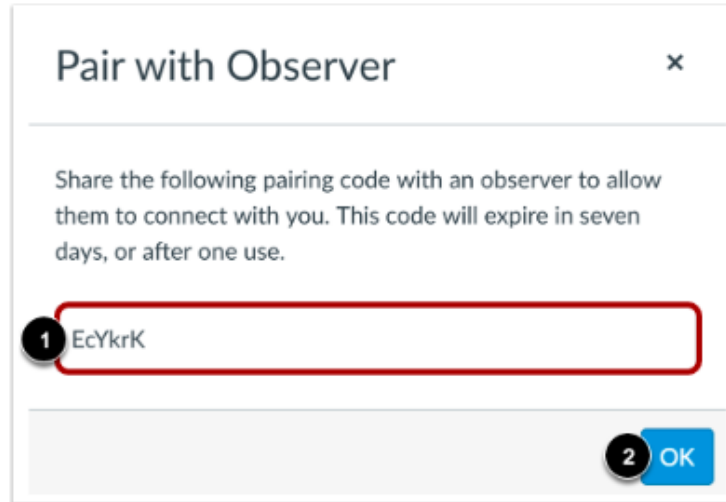 Pair with Observer ×
Share the following pairing code with an observer to allow
them to connect with you. This code will expire in seven
days, or after one use.
1 EcYkrK
2 OK